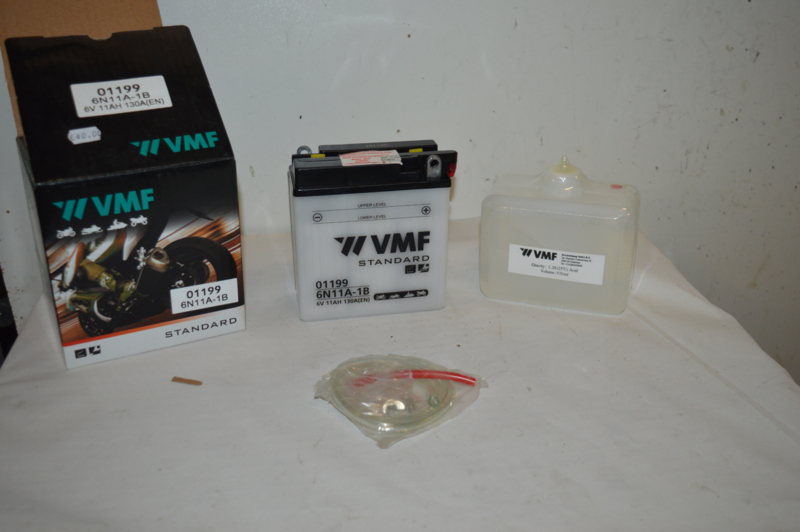 01199
6N11A-1B
6V 11AH 130A(EN)
VMF
VMF
01199
6N11A-1B
STANDARD
UPPER LEVEL
LOWER LEVEL
VMF
STANDARD
01199
6N11A-1B
6V 11AH 130A(EN)
VMF